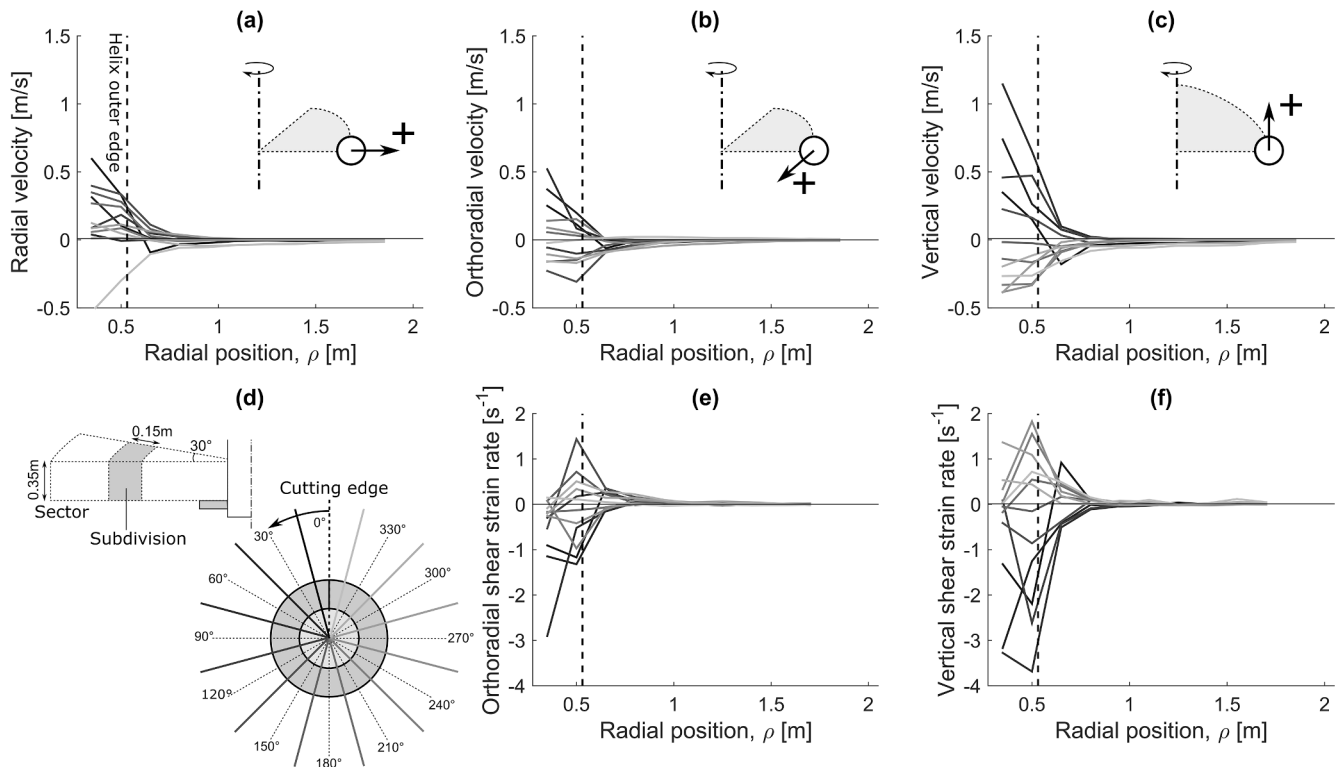 (a)
1.5
1
0.5
0
-0.5
0.5
1
1.5
2
Radial velocity [m/s]
Radial position, ρ [m]
Helix outer edge
+
(b)
1.5
1
0.5
0
-0.5
0.5
1
1.5
2
Orthoradial velocity [m/s]
Radial position, ρ [m]
+
(c)
1.5
1
0.5
0
-0.5
0.5
1
1.5
2
Vertical velocity [m/s]
Radial position, ρ [m]
+
(d)
0.15m
30°
0.35m
Sector
Subdivision
Cutting edge
0°
30°
60°
90°
120°
150°
180°
210°
240°
270°
300°
330°
(e)
2
1
0
-1
-2
-3
-4
0.5
1
1.5
2
Orthoradial shear strain rate [s⁻¹]
Radial position, ρ [m]
(f)
2
1
0
-1
-2
-3
-4
0.5
1
1.5
2
Vertical shear strain rate [s⁻¹]
Radial position, ρ [m]